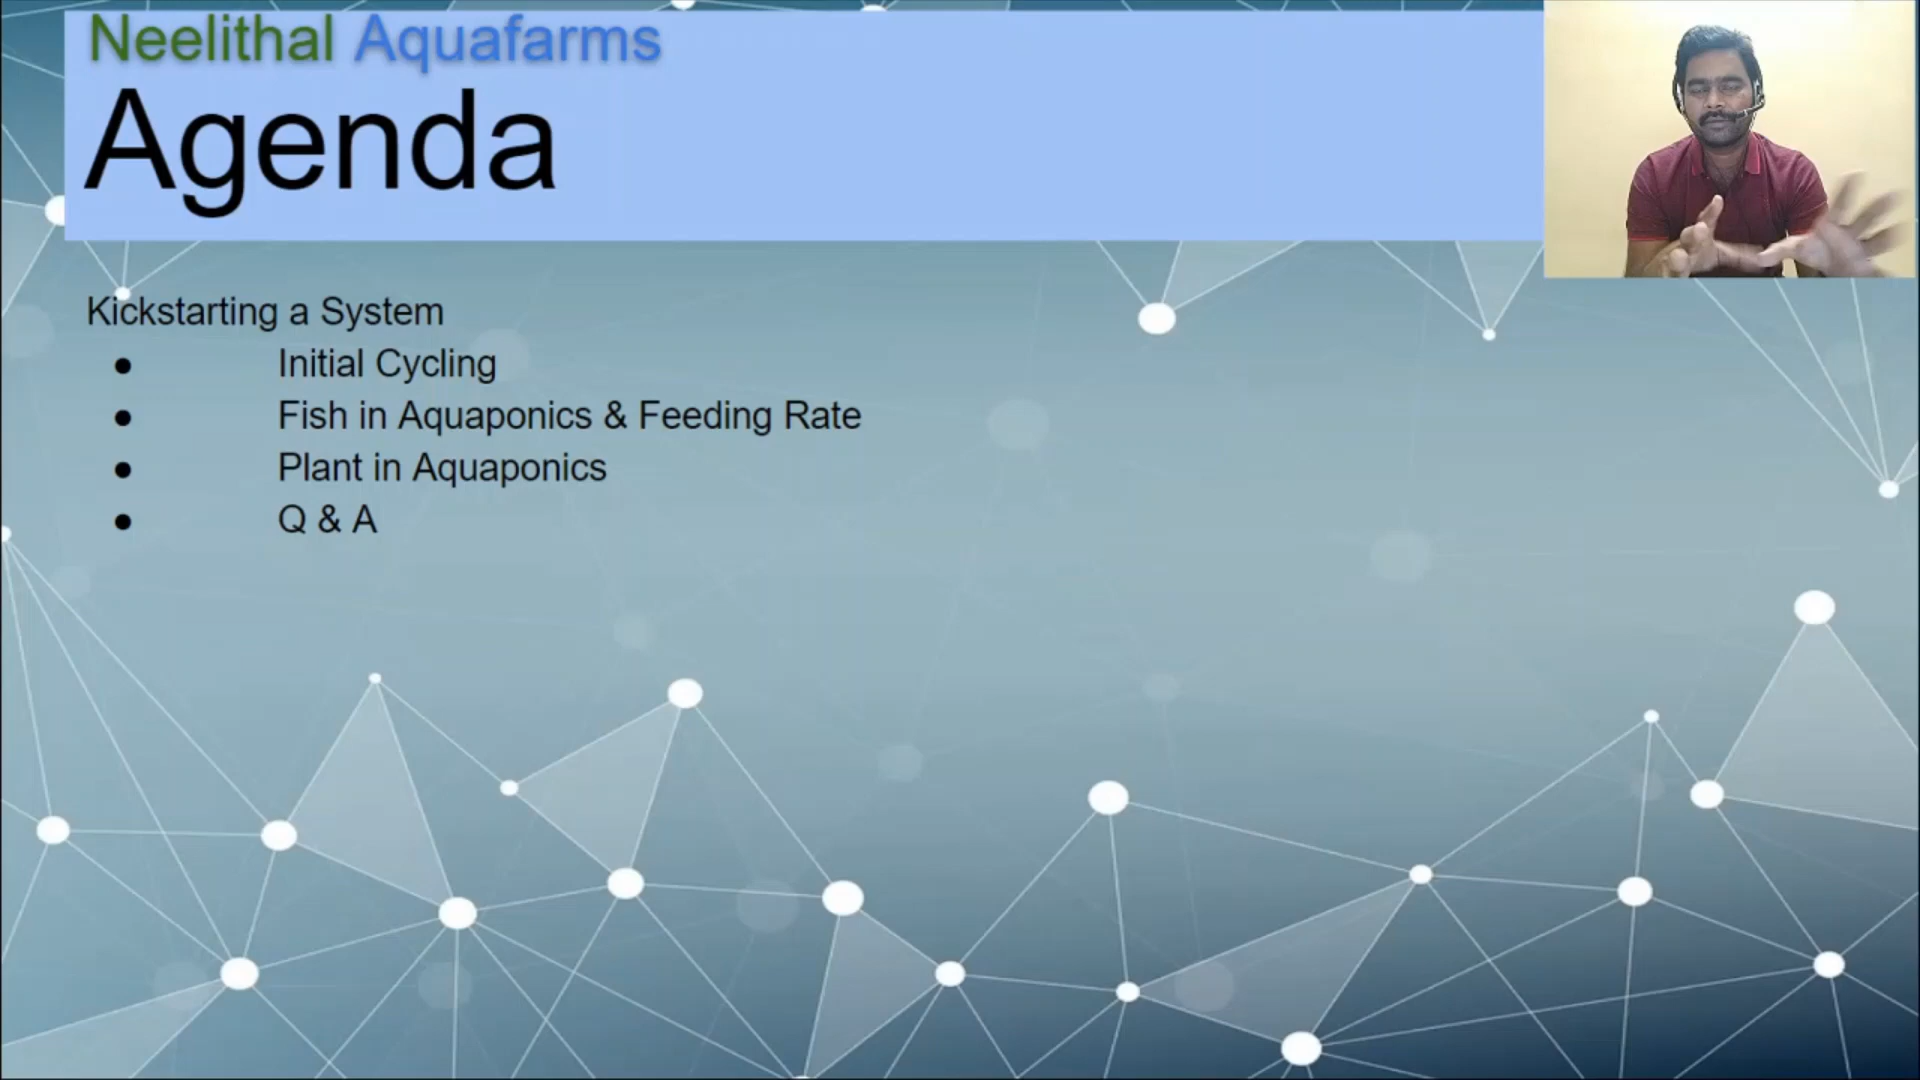 Neelithal Aquafarms
Agenda
Kickstarting a System
● Initial Cycling
● Fish in Aquaponics & Feeding Rate
● Plant in Aquaponics
● Q & A